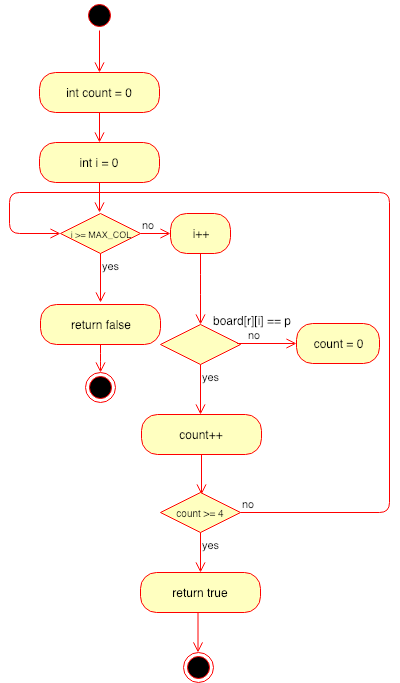 int count = 0
int i = 0
i >= MAX_COL
no
i++
yes
return false
board[r][i] == p
no
count = 0
yes
count++
count >= 4
no
yes
return true